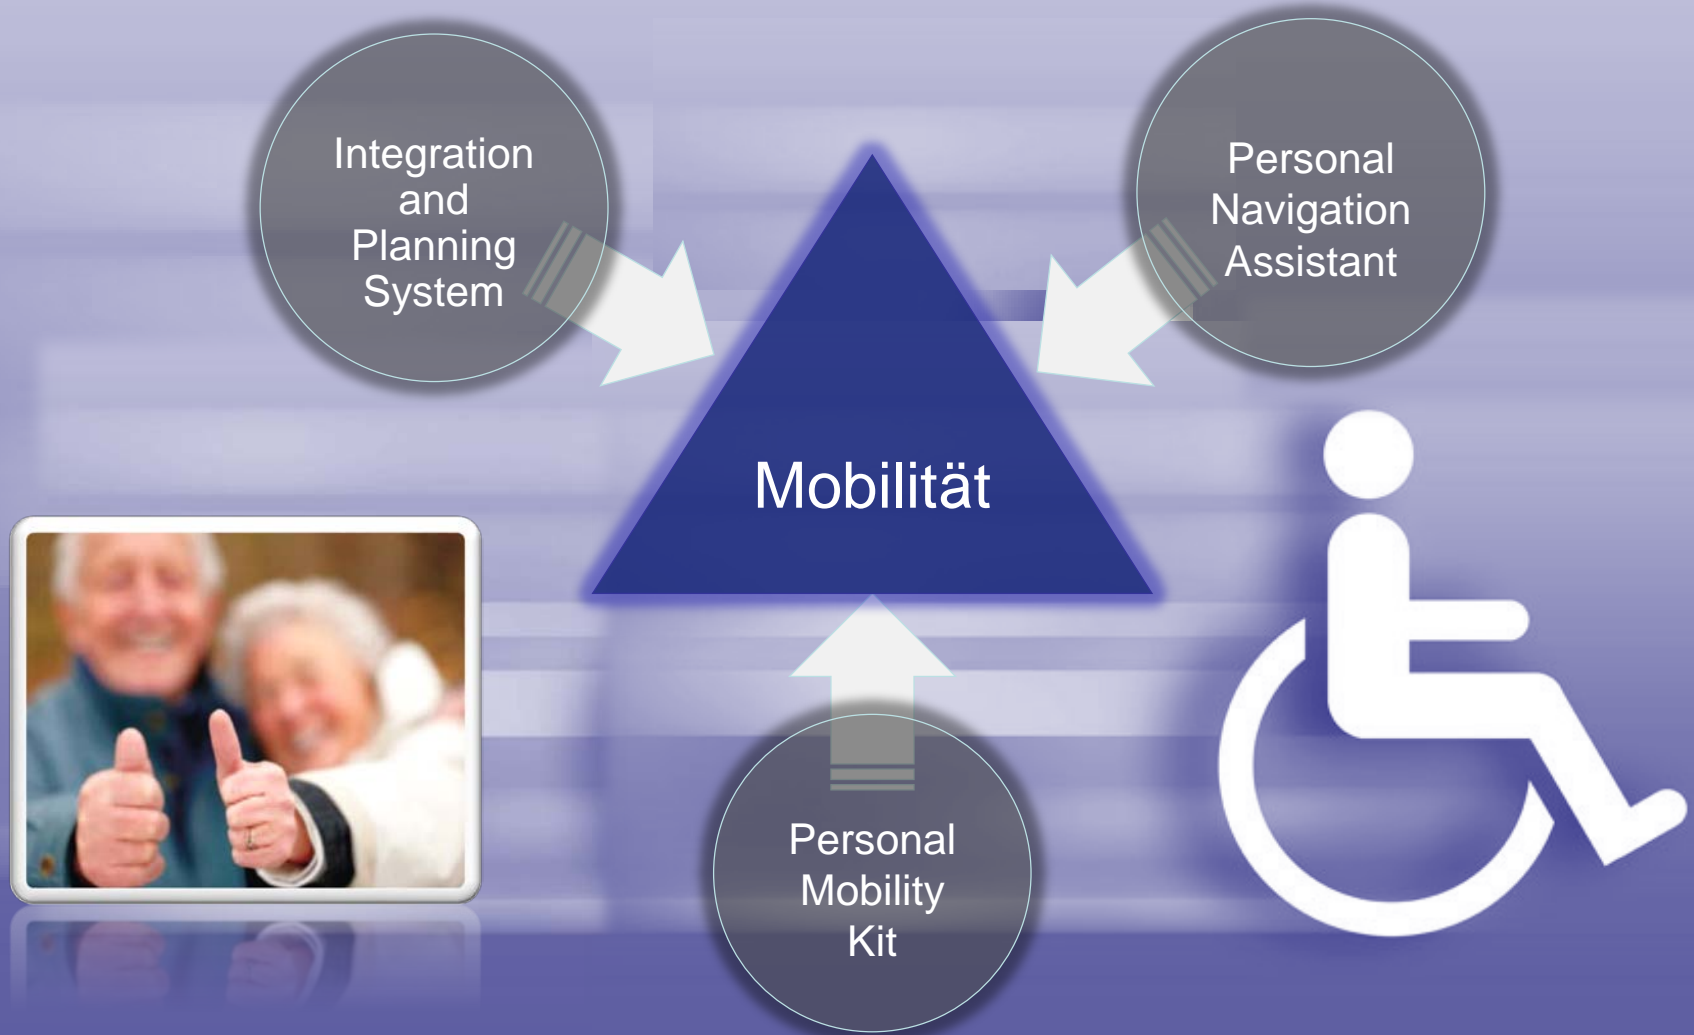 Integration
and
Planning
System
Personal
Navigation
Assistant
Mobilität
Personal
Mobility
Kit